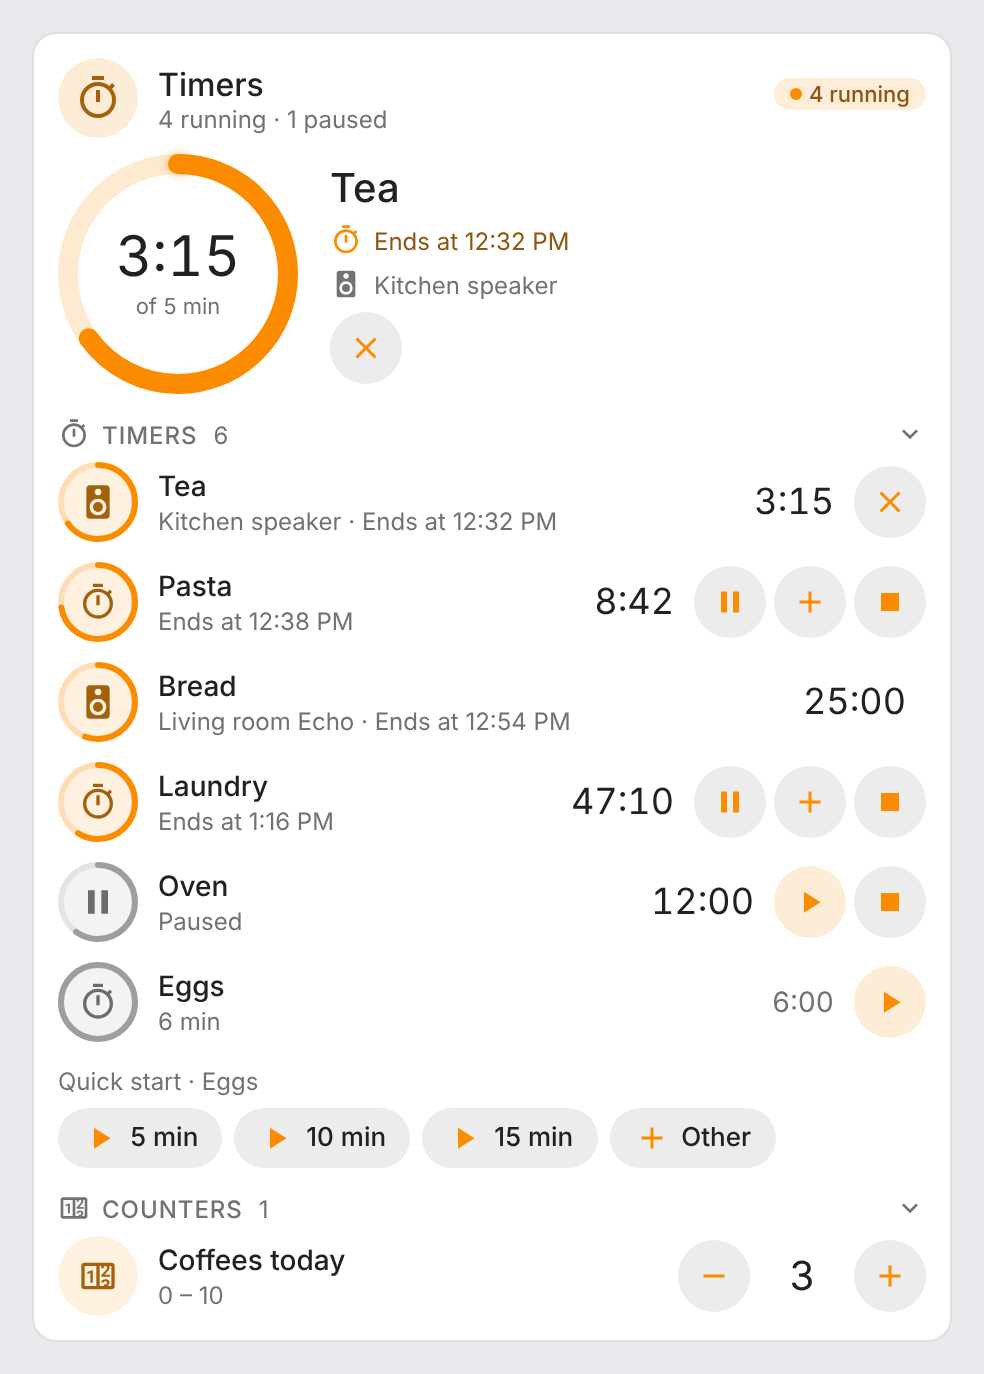 Timers
4 running · 1 paused
4 running
3:15
of 5 min
Tea
Ends at 12:32 PM
Kitchen speaker
TIMERS 6
Tea
Kitchen speaker · Ends at 12:32 PM
3:15
Pasta
Ends at 12:38 PM
8:42
Bread
Living room Echo · Ends at 12:54 PM
25:00
Laundry
Ends at 1:16 PM
47:10
Oven
Paused
12:00
Eggs
6 min
6:00
Quick start · Eggs
5 min
10 min
15 min
Other
COUNTERS 1
Coffees today
0 – 10
3